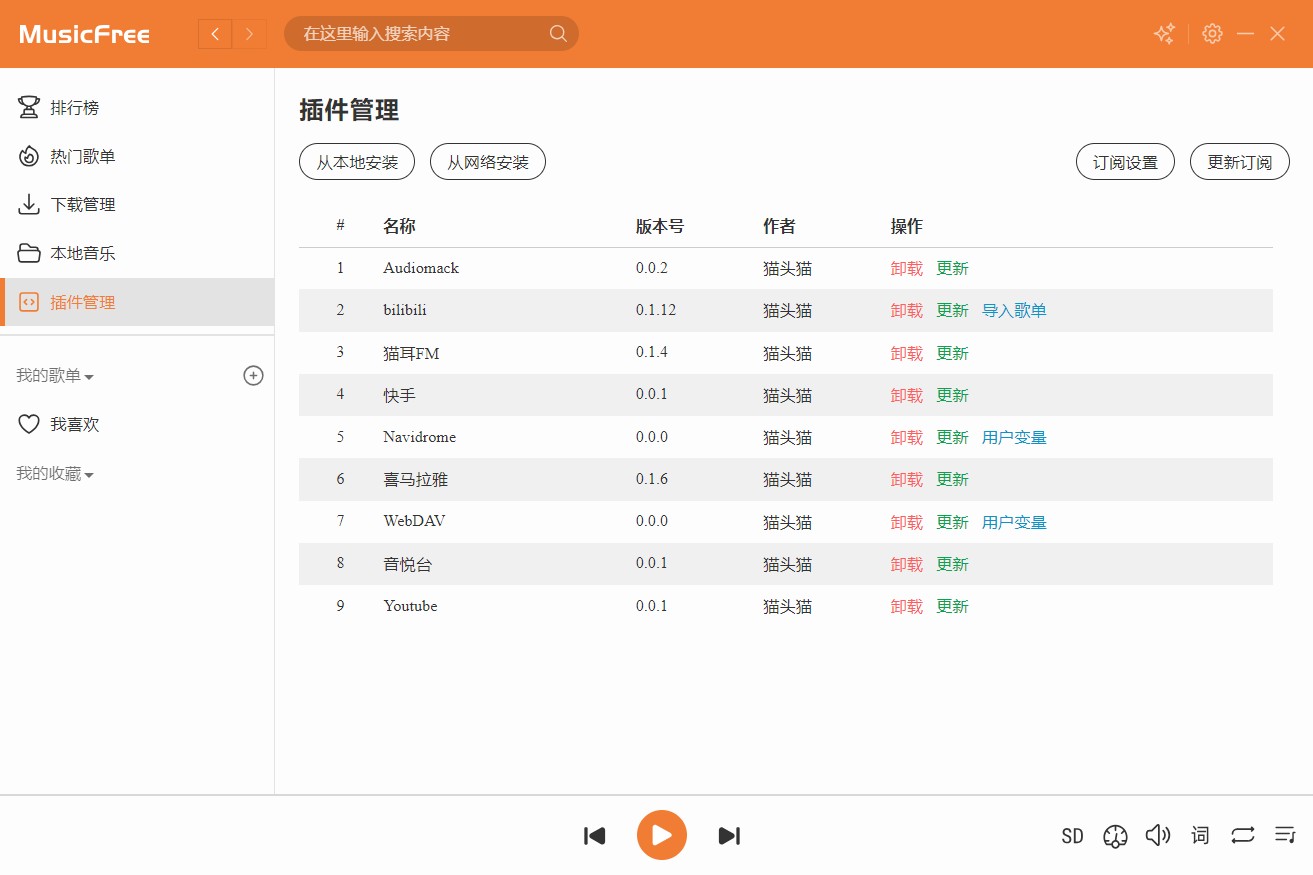 MusicFree
在这里输入搜索内容
排行榜
热门歌单
下载管理
本地音乐
插件管理
我的歌单
我喜欢
我的收藏
插件管理
从本地安装 从网络安装 订阅设置 更新订阅
# 名称 版本号 作者 操作
1 Audiomack 0.0.2 猫头猫 卸载 更新
2 bilibili 0.1.12 猫头猫 卸载 更新 导入歌单
3 猫耳FM 0.1.4 猫头猫 卸载 更新
4 快手 0.0.1 猫头猫 卸载 更新
5 Navidrome 0.0.0 猫头猫 卸载 更新 用户变量
6 喜马拉雅 0.1.6 猫头猫 卸载 更新
7 WebDAV 0.0.0 猫头猫 卸载 更新 用户变量
8 音悦台 0.0.1 猫头猫 卸载 更新
9 Youtube 0.0.1 猫头猫 卸载 更新
SD 词